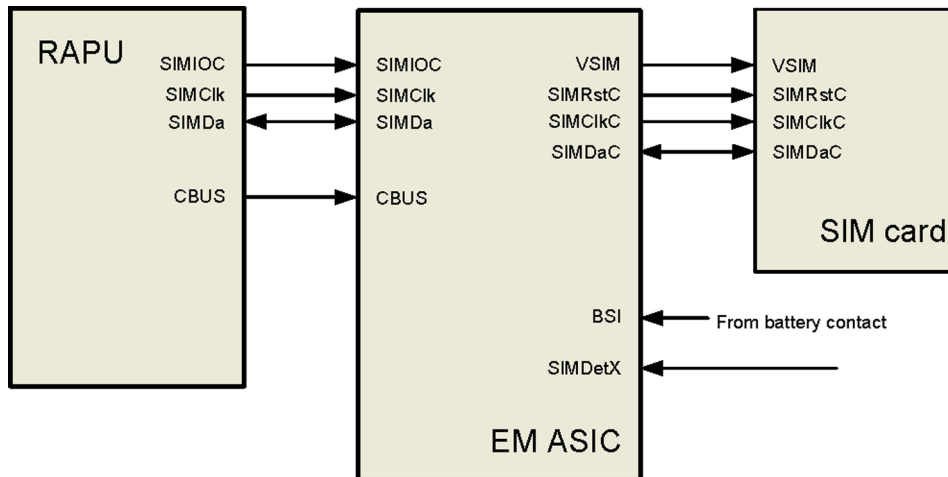 RAPU
SIMIOC
SIMClk
SIMDa
CBUS
SIMIOC
SIMClk
SIMDa
CBUS
VSIM
SIMRstC
SIMClkC
SIMDaC
BSI
SIMDetX
EM ASIC
VSIM
SIMRstC
SIMClkC
SIMDaC
SIM card
From battery contact